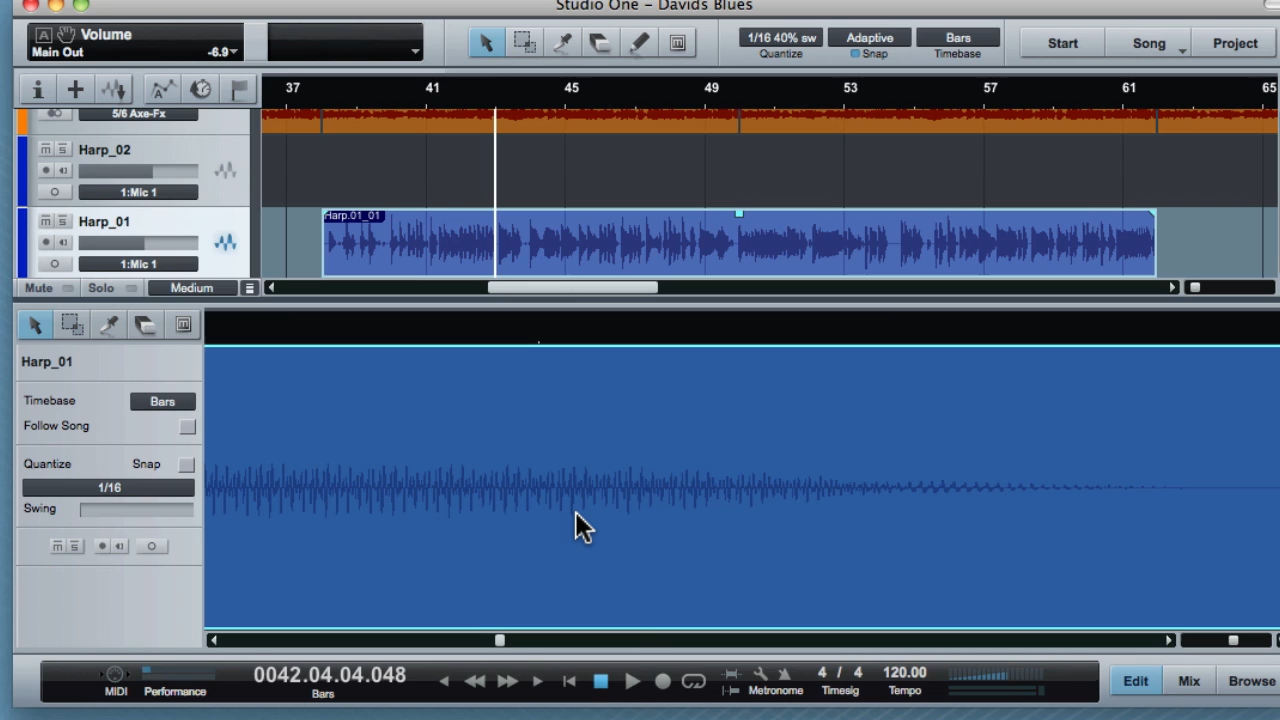 Studio One - Davids Blues
A Volume
Main Out -6.9
1/16 40% sw Adaptive Bars
Quantize Snap Timebase
Start Song Project
37 41 45 49 53 57 61 65
5/6 Axe-Fx
m s Harp_02
1:Mic 1
m s Harp_01
1:Mic 1
Harp.01_01
Mute Solo Medium
Harp_01
Timebase Bars
Follow Song
Quantize Snap
1/16
Swing
m s
MIDI Performance
0042.04.04.048
Bars
Metronome
4 / 4
Timesig
120.00
Tempo
Edit Mix Browse